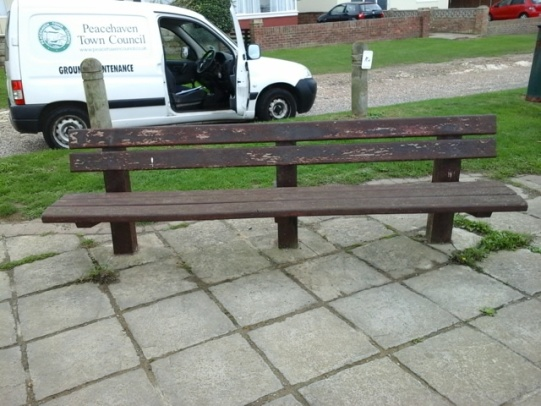 Peacehaven
Town Council
GROUNDS MAINTENANCE